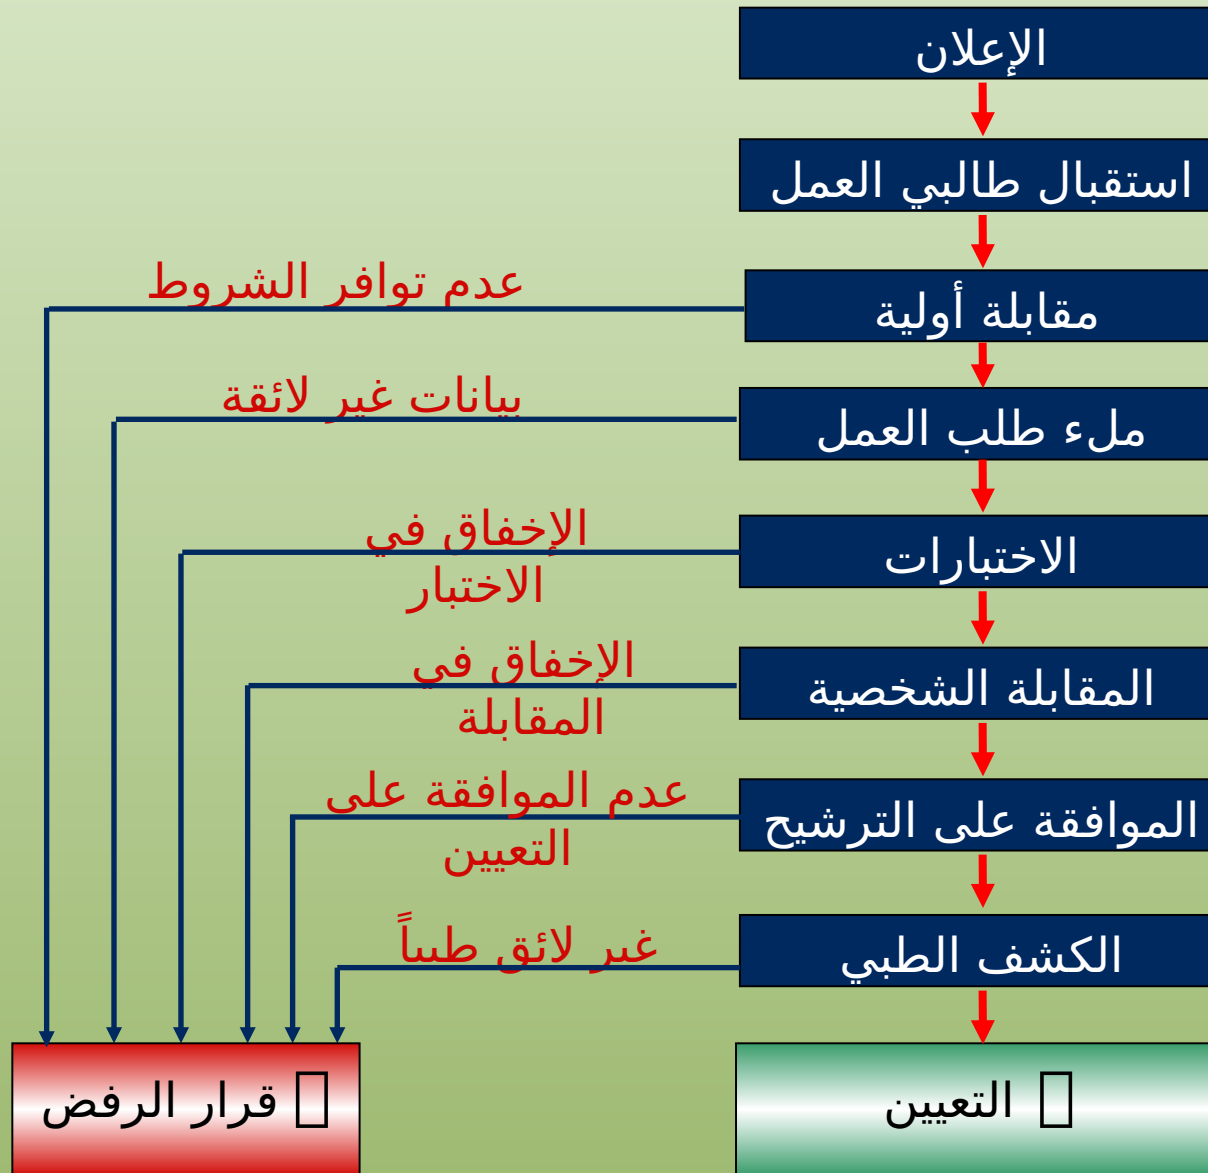 الإعلان
استقبال طالبي العمل
مقابلة أولية
عدم توافر الشروط
ملء طلب العمل
بيانات غير لائقة
الاختبارات
الإخفاق في
الاختبار
المقابلة الشخصية
الإخفاق في
المقابلة
الموافقة على الترشيح
عدم الموافقة على
التعيين
الكشف الطبي
غير لائق طبياً
التعيين
قرار الرفض